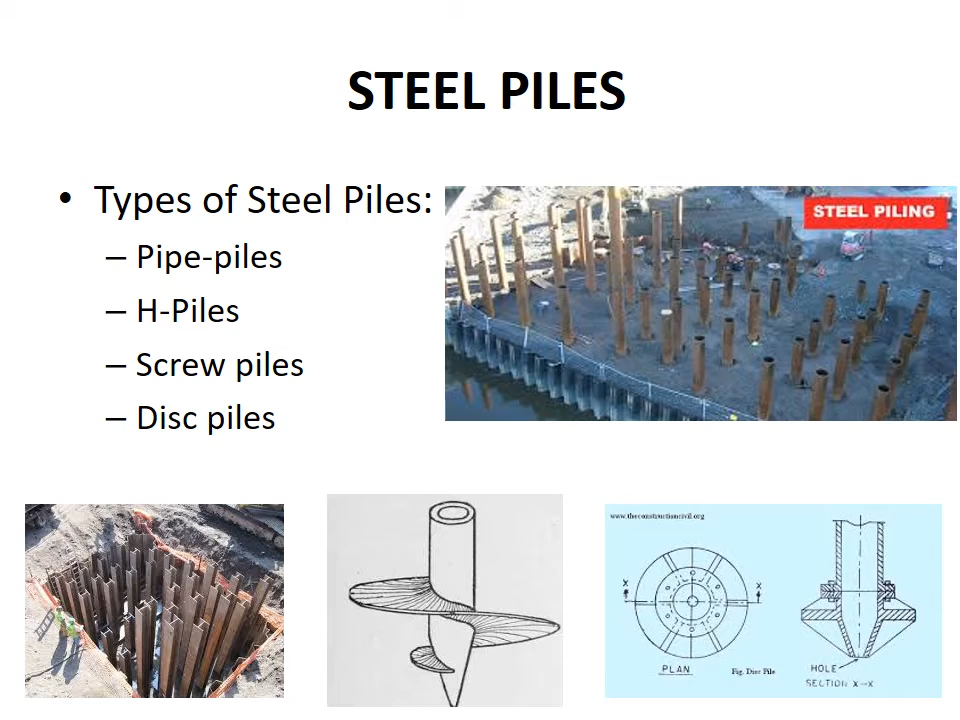 STEEL PILES
• Types of Steel Piles:
– Pipe-piles
– H-Piles
– Screw piles
– Disc piles
STEEL PILING
www.theconstructioncivil.org
X X
PLAN
Fig. Disc Pile
HOLE
SECTION X-X